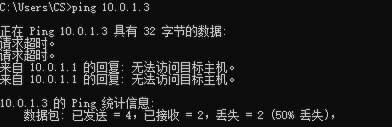 C:\Users\CS>ping 10.0.1.3
正在 Ping 10.0.1.3 具有 32 字节的数据:
请求超时。
请求超时。
来自 10.0.1.1 的回复: 无法访问目标主机。
来自 10.0.1.1 的回复: 无法访问目标主机。
10.0.1.3 的 Ping 统计信息:
数据包: 已发送 = 4，已接收 = 2，丢失 = 2 (50% 丢失)，